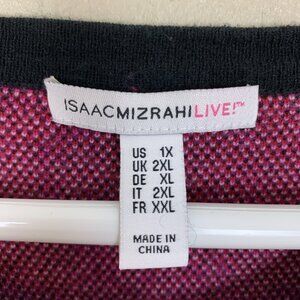 ISAACMIZRAHILIVE!™
US 1X
UK 2XL
DE XL
IT 2XL
FR XXL
MADE IN
CHINA